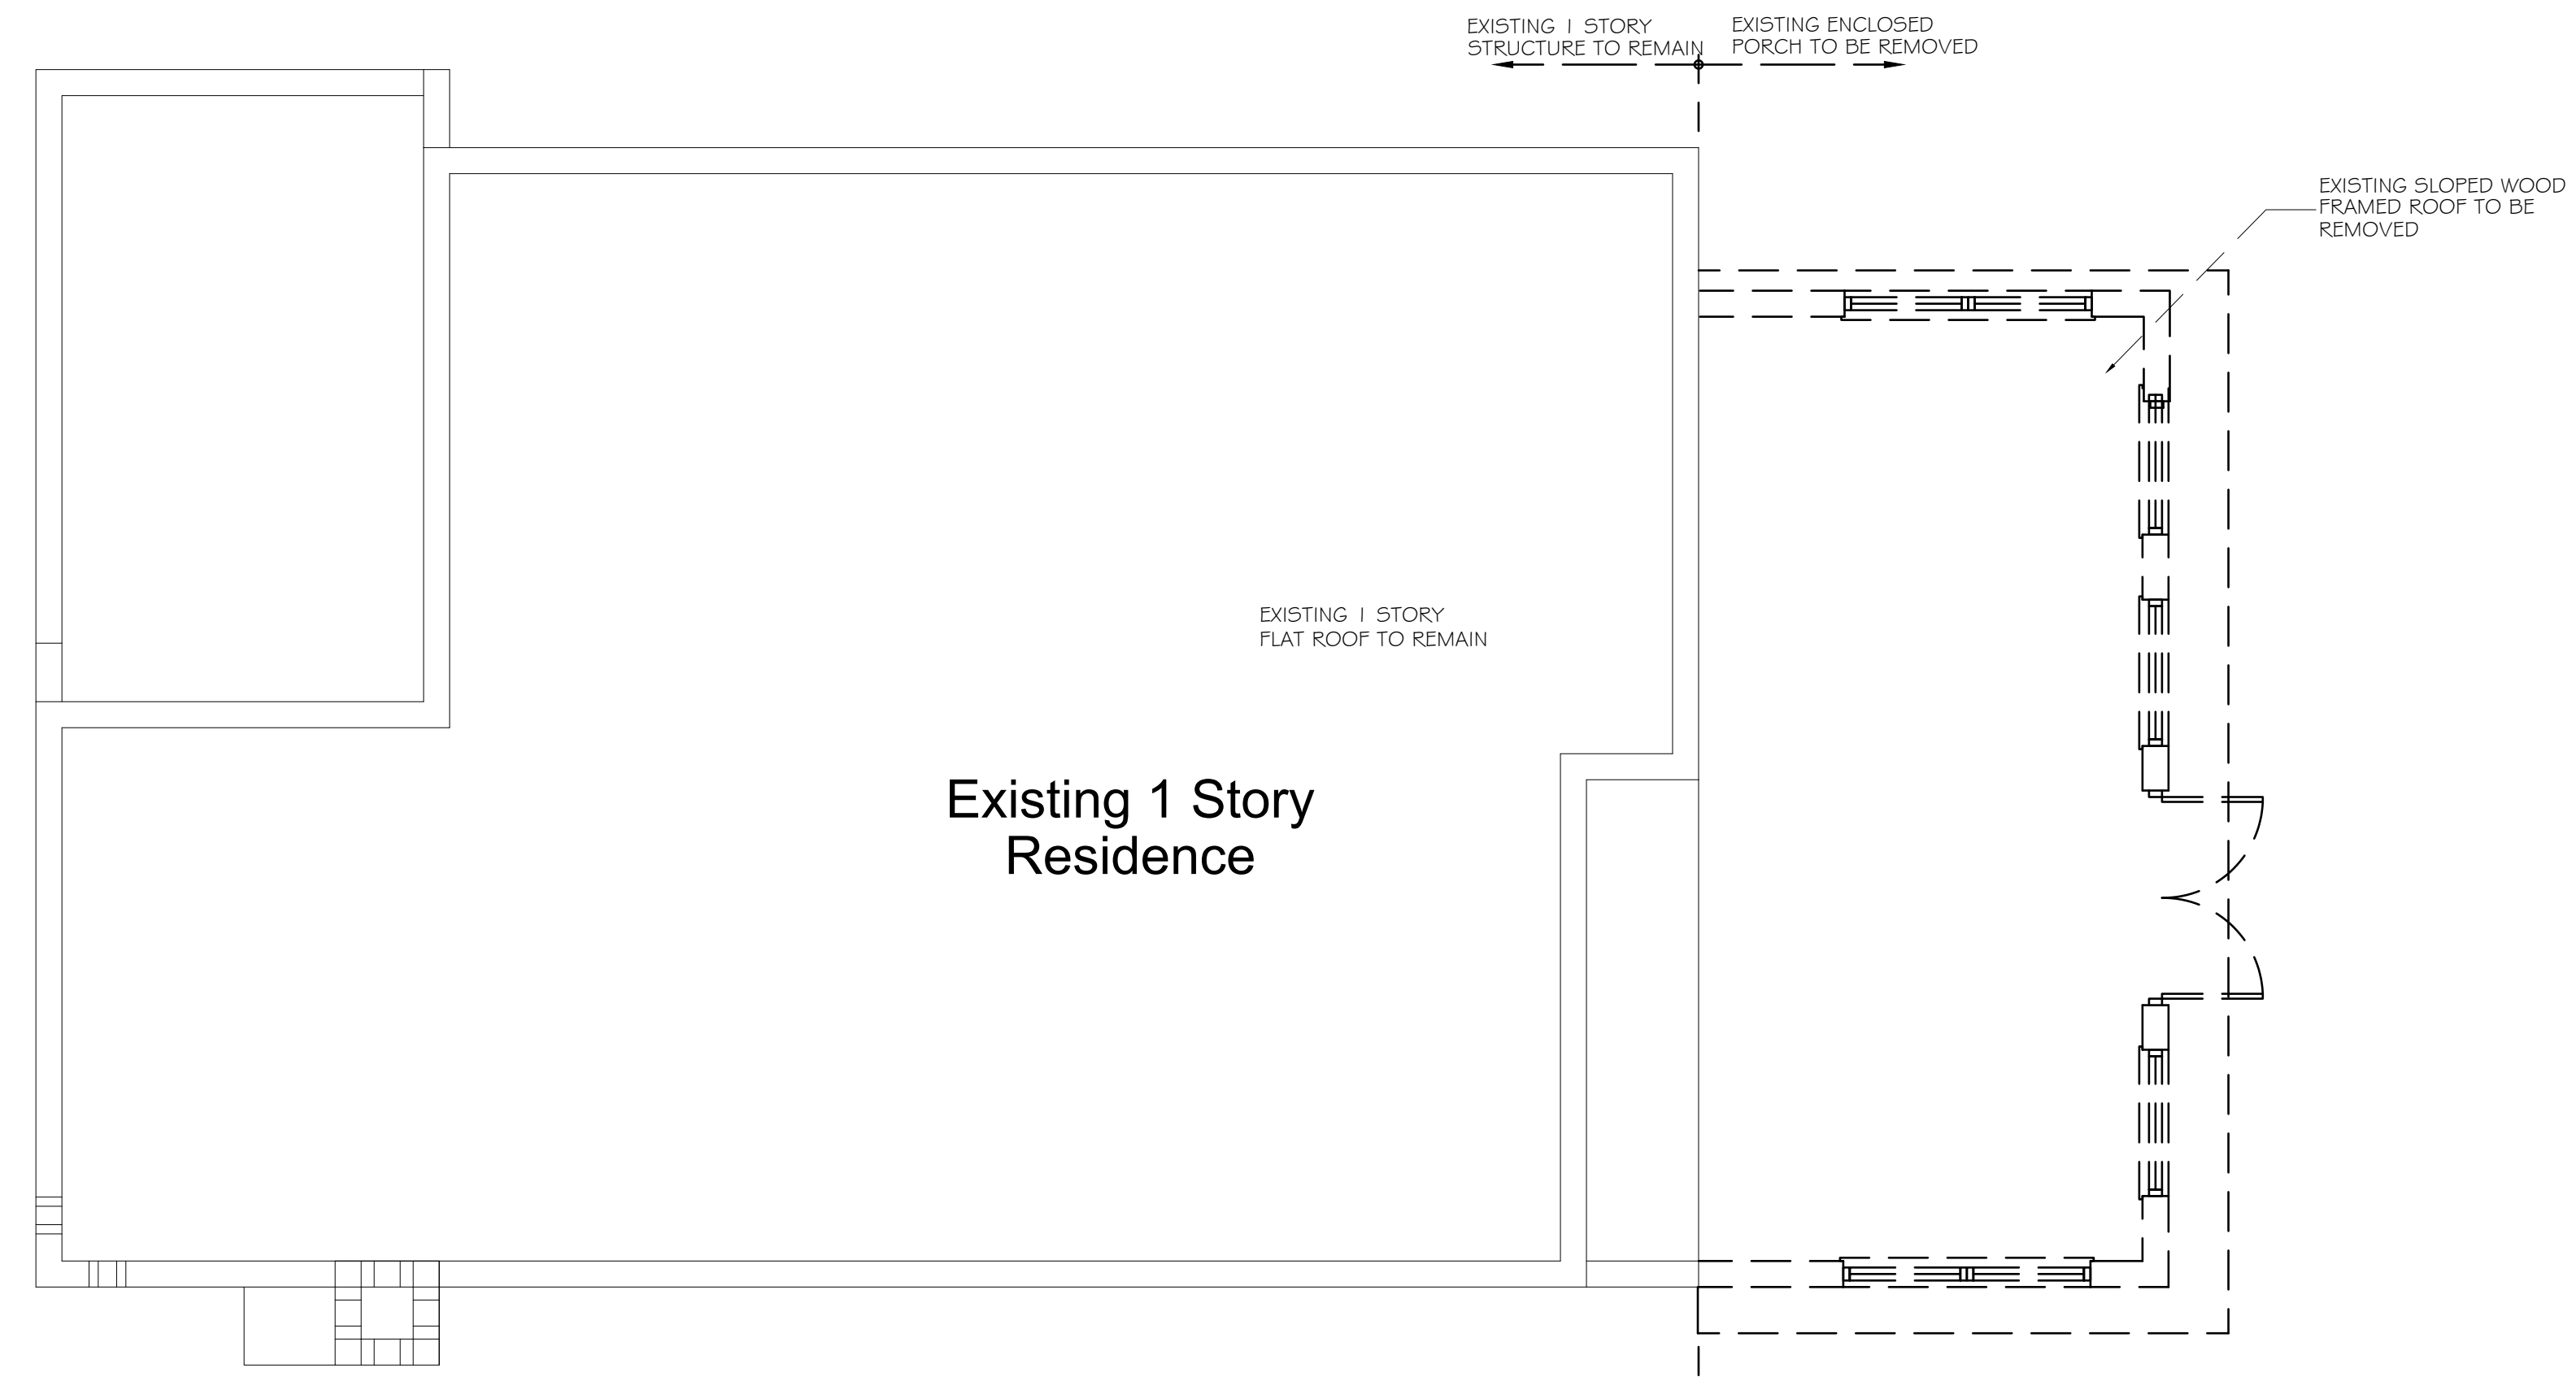 EXISTING 1 STORY
STRUCTURE TO REMAIN
EXISTING ENCLOSED
PORCH TO BE REMOVED
EXISTING SLOPED WOOD
FRAMED ROOF TO BE
REMOVED
EXISTING 1 STORY
FLAT ROOF TO REMAIN
Existing 1 Story
Residence